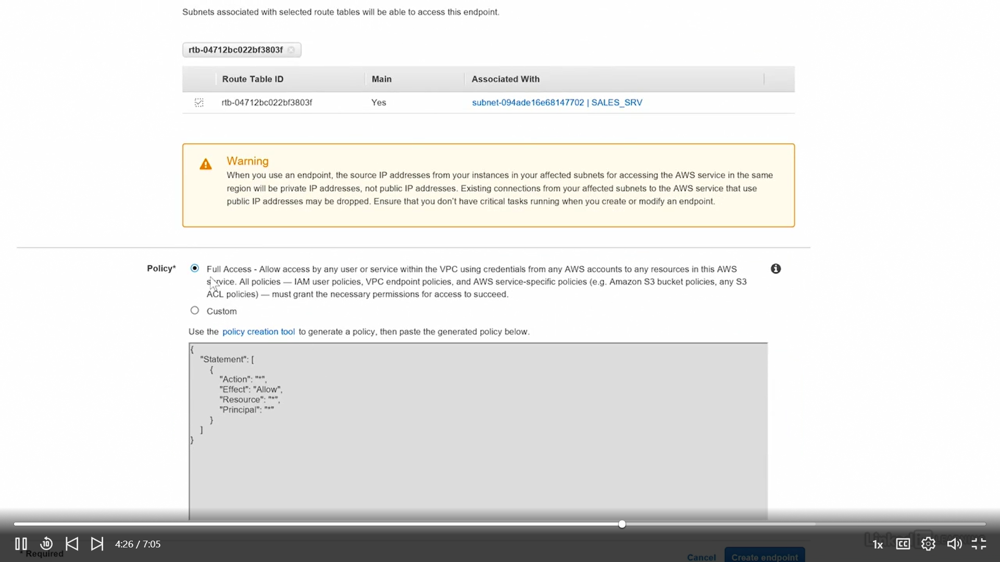 Subnets associated with selected route tables will be able to access this endpoint.
rtb-04712bc022bf3803f
Route Table ID Main Associated With
rtb-04712bc022bf3803f Yes subnet-094ade16e68147702 | SALES_SRV
Warning
When you use an endpoint, the source IP addresses from your instances in your affected subnets for accessing the AWS service in the same
region will be private IP addresses, not public IP addresses. Existing connections from your affected subnets to the AWS service that use
public IP addresses may be dropped. Ensure that you don't have critical tasks running when you create or modify an endpoint.
Policy* Full Access - Allow access by any user or service within the VPC using credentials from any AWS accounts to any resources in this AWS
service. All policies — IAM user policies, VPC endpoint policies, and AWS service-specific policies (e.g. Amazon S3 bucket policies, any S3
ACL policies) — must grant the necessary permissions for access to succeed.
Custom
Use the policy creation tool to generate a policy, then paste the generated policy below.
{
"Statement": [
{
"Action": "*",
"Effect": "Allow",
"Resource": "*",
"Principal": "*"
}
]
}
10 4:26 / 7:05 1x CC
* Required
Linked in LEARNING
Cancel Create endpoint